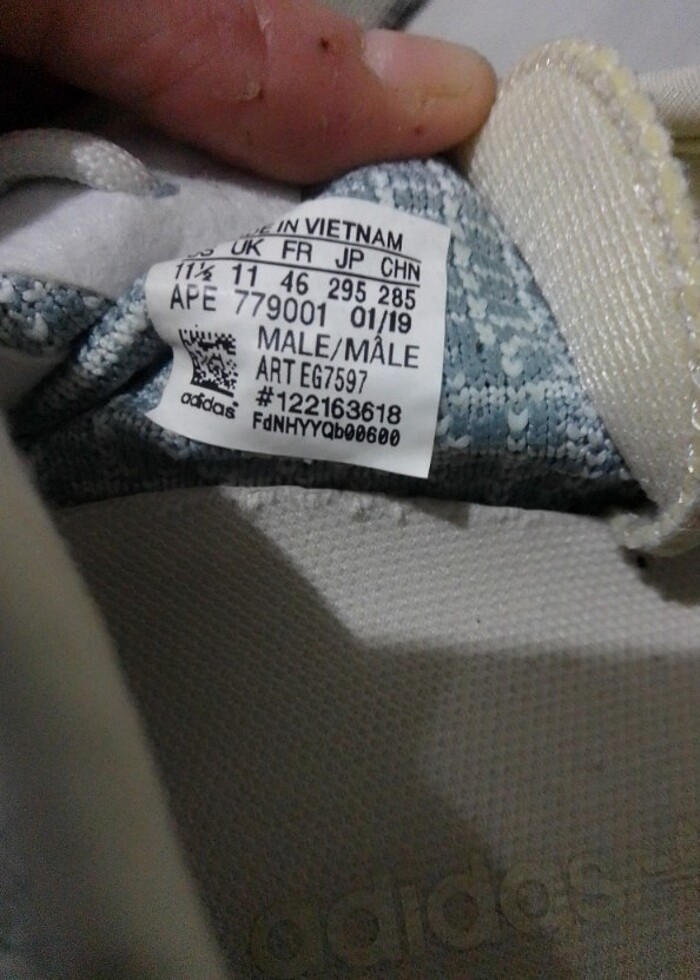 IN VIETNAM
UK FR JP CHN
11½ 11 46 295 285
APE 779001 01/19
MALE/MÂLE
ART EG7597
adidas
#122163618
FdNHYYQb00600
adidas